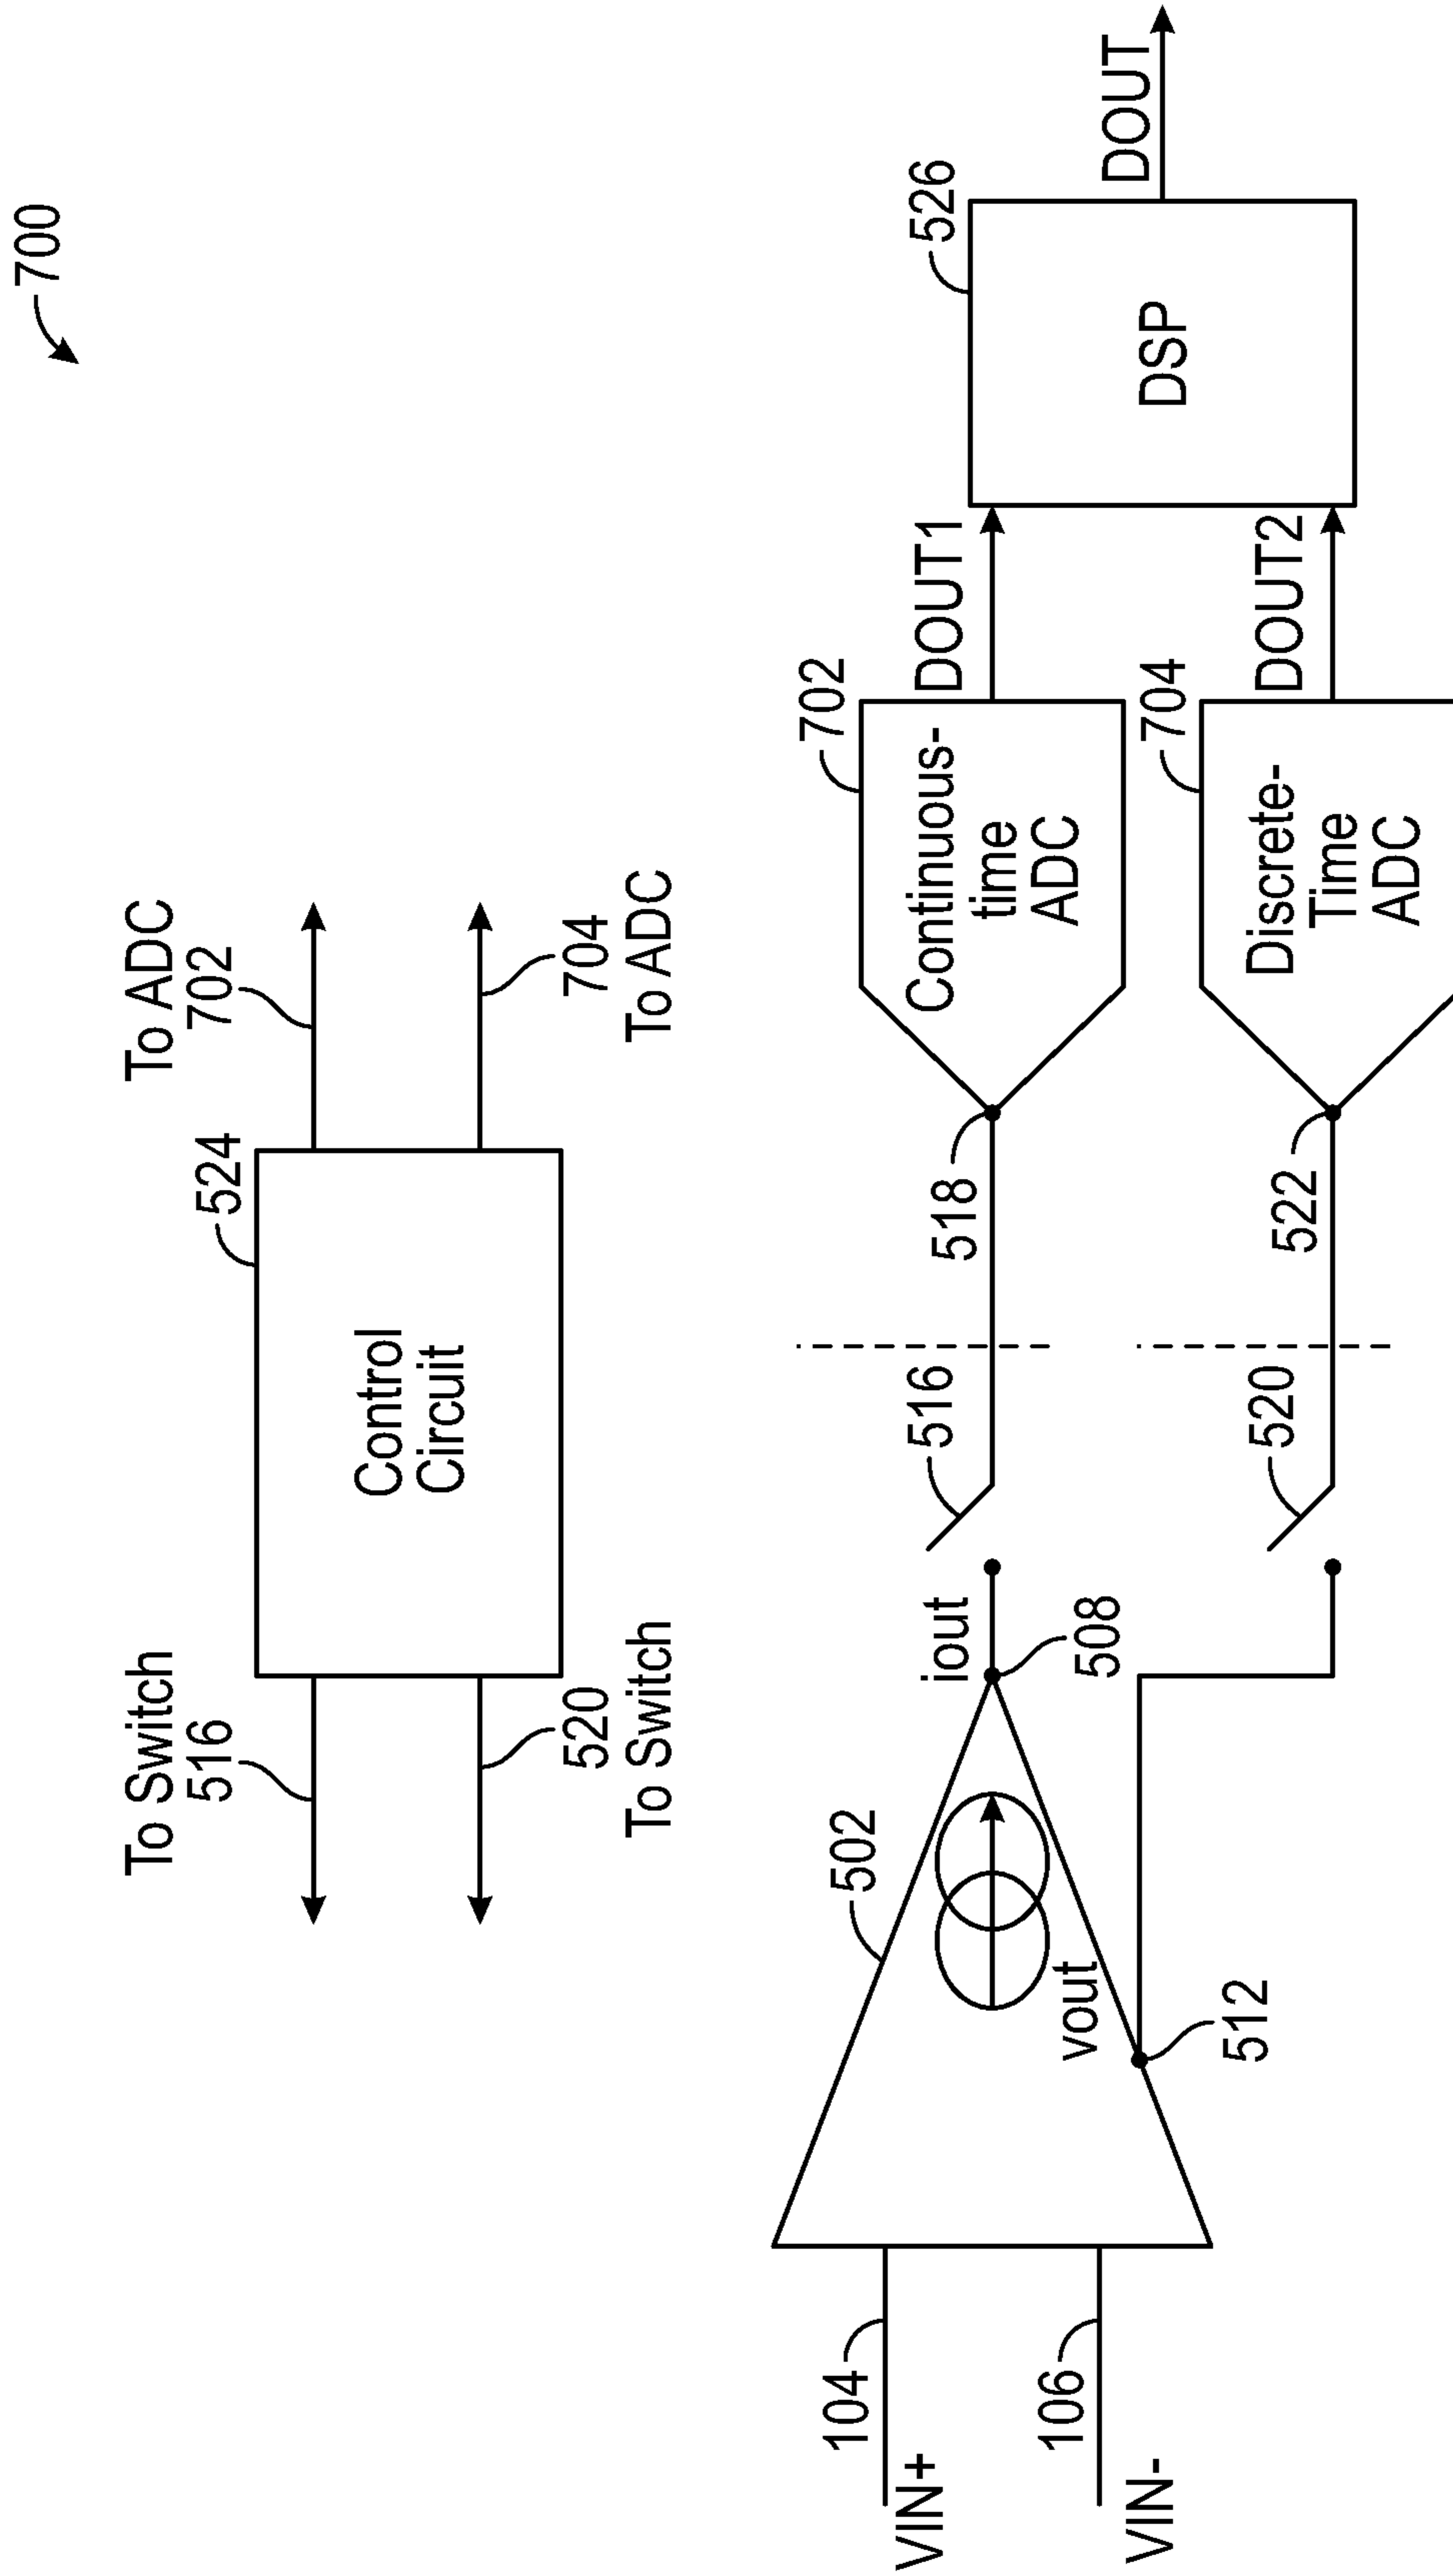 700
To Switch
516
To ADC
702
524
Control
Circuit
520
To Switch
704
To ADC
VIN+
104
VIN-
106
502
vout
512
iout
508
516
518
702
Continuous-
time
ADC
DOUT1
520
522
704
Discrete-
Time
ADC
DOUT2
526
DSP
DOUT